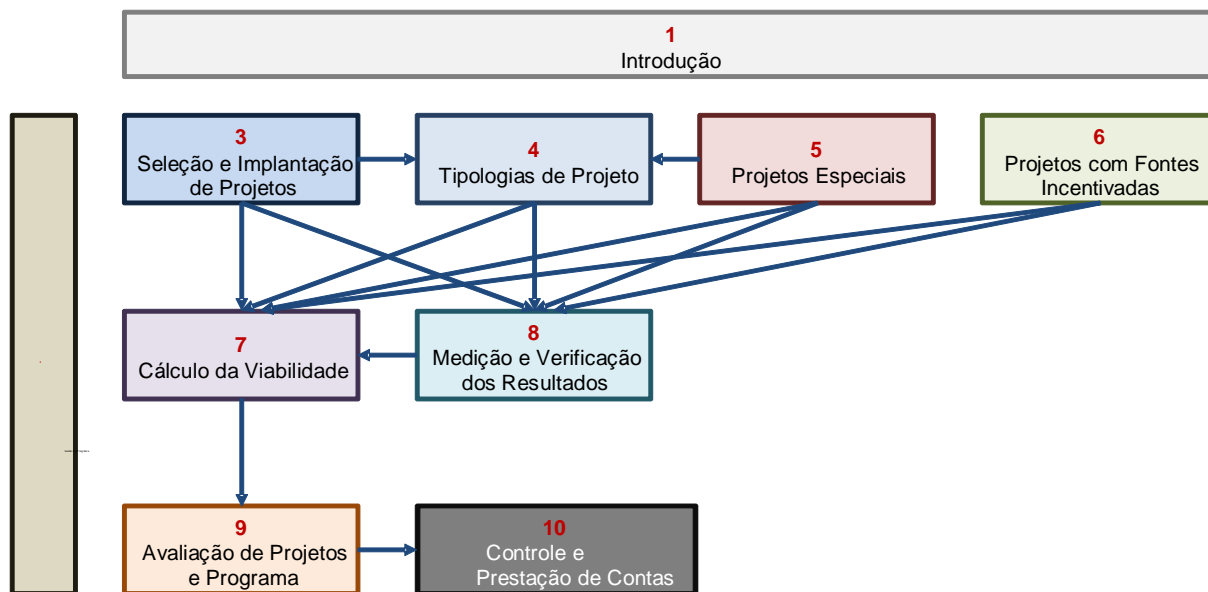 1
Introdução
3
Seleção e Implantação
de Projetos
4
Tipologias de Projeto
5
Projetos Especiais
6
Projetos com Fontes
Incentivadas
7
Cálculo da Viabilidade
8
Medição e Verificação
dos Resultados
9
Avaliação de Projetos
e Programa
10
Controle e
Prestação de Contas